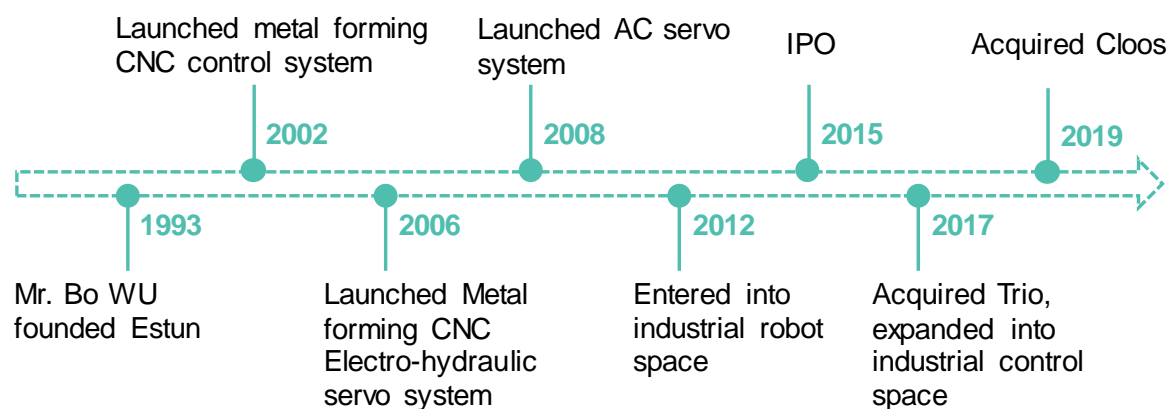 Launched metal forming
CNC control system
2002
Launched AC servo
system
2008
IPO
2015
Acquired Cloos
2019
1993
Mr. Bo WU
founded Estun
2006
Launched Metal
forming CNC
Electro-hydraulic
servo system
2012
Entered into
industrial robot
space
2017
Acquired Trio,
expanded into
industrial control
space